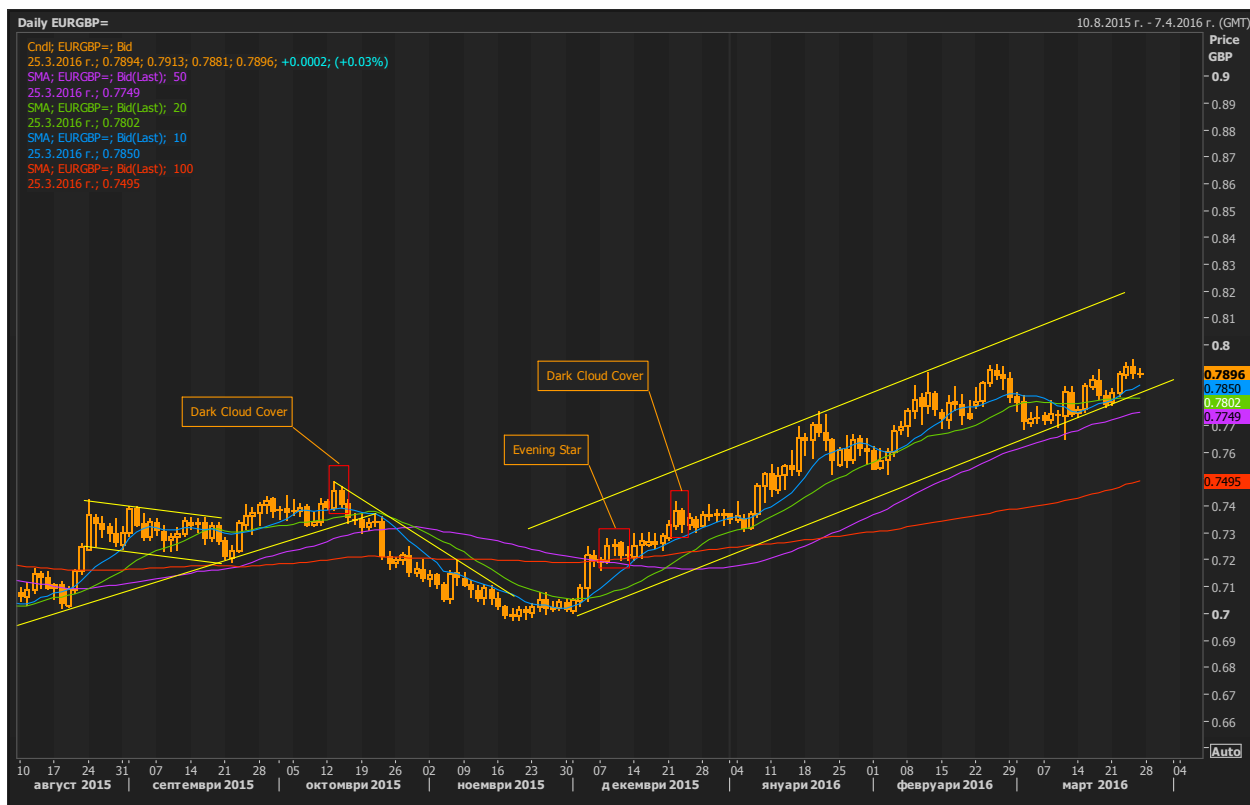 Daily EURGBP=
10.8.2015 г. - 7.4.2016 г. (GMT)
Cndl; EURGBP=; Bid
25.3.2016 г.; 0.7894; 0.7913; 0.7881; 0.7896; +0.0002; (+0.03%)
SMA; EURGBP=; Bid(Last); 50
25.3.2016 г.; 0.7749
SMA; EURGBP=; Bid(Last); 20
25.3.2016 г.; 0.7802
SMA; EURGBP=; Bid(Last); 10
25.3.2016 г.; 0.7850
SMA; EURGBP=; Bid(Last); 100
25.3.2016 г.; 0.7495
Price
GBP
0.9
0.89
0.88
0.87
0.86
0.85
0.84
0.83
0.82
0.81
0.8
0.7896
0.7850
0.7802
0.7749
0.77
0.76
0.7495
0.74
0.73
0.72
0.71
0.7
0.69
0.68
0.67
0.66
Auto
Dark Cloud Cover
Evening Star
Dark Cloud Cover
10 17 24 31 07 14 21 28 05 12 19 26 02 09 16 23 30 07 14 21 28 04 11 18 25 01 08 15 22 29 07 14 21 28 04
август 2015 септември 2015 октомври 2015 ноември 2015 декември 2015 януари 2016 февруари 2016 март 2016